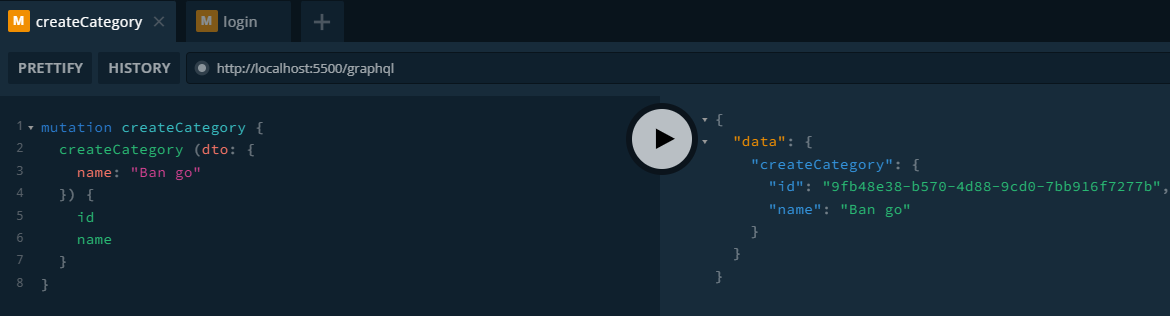 M createCategory × M login +
PRETTIFY HISTORY http://localhost:5500/graphql
1 mutation createCategory {
2 createCategory (dto: {
3 name: "Ban go"
4 }) {
5 id
6 name
7 }
8 }
{
"data": {
"createCategory": {
"id": "9fb48e38-b570-4d88-9cd0-7bb916f7277b",
"name": "Ban go"
}
}
}